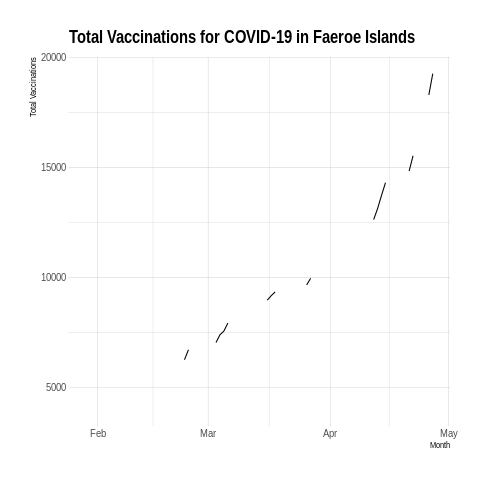 Total Vaccinations for COVID-19 in Faeroe Islands
Total Vaccinations
20000
15000
10000
5000
Feb Mar Apr May
Month